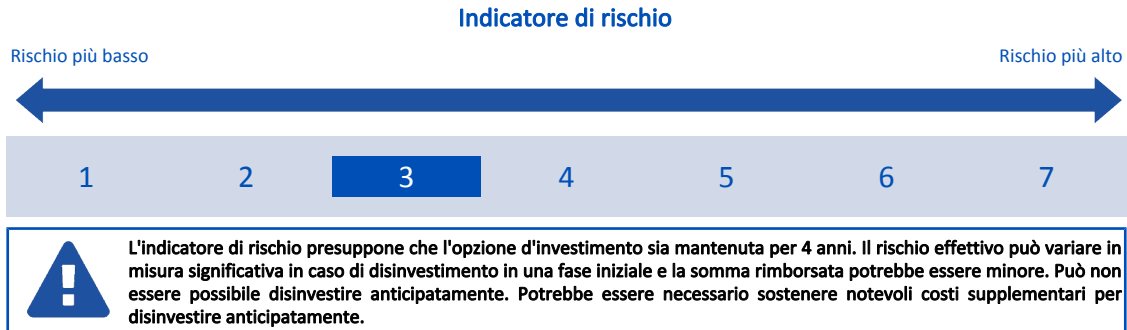 Indicatore di rischio
Rischio più basso
Rischio più alto
1 2 3 4 5 6 7
L'indicatore di rischio presuppone che l'opzione d'investimento sia mantenuta per 4 anni. Il rischio effettivo può variare in
misura significativa in caso di disinvestimento in una fase iniziale e la somma rimborsata potrebbe essere minore. Può non
essere possibile disinvestire anticipatamente. Potrebbe essere necessario sostenere notevoli costi supplementari per
disinvestire anticipatamente.